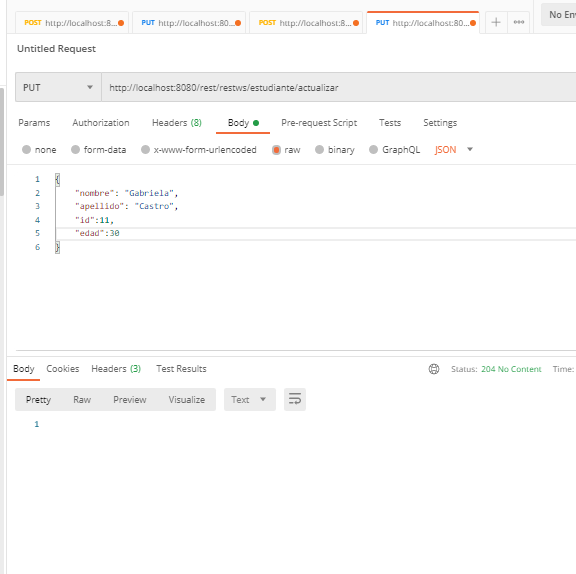 POST http://localhost:8... PUT http://localhost:80... POST http://localhost:8... PUT http://localhost:80... + ••• No En
Untitled Request
PUT http://localhost:8080/rest/restws/estudiante/actualizar
Params Authorization Headers (8) Body Pre-request Script Tests Settings
none form-data x-www-form-urlencoded raw binary GraphQL JSON
1 {
2 "nombre": "Gabriela",
3 "apellido": "Castro",
4 "id":11,
5 "edad":30
6 }
Body Cookies Headers (3) Test Results Status: 204 No Content Time:
Pretty Raw Preview Visualize Text
1